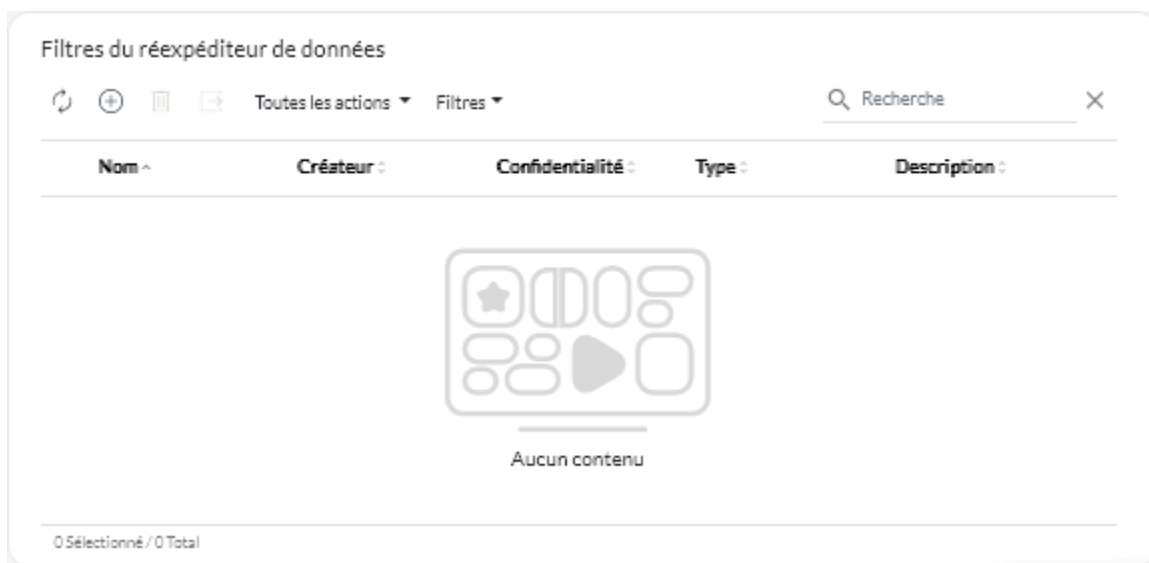 Filtres du réexpéditeur de données
Toutes les actions Filtres Recherche
Nom Créateur Confidentialité Type Description
Aucun contenu
0 Sélectionné / 0 Total